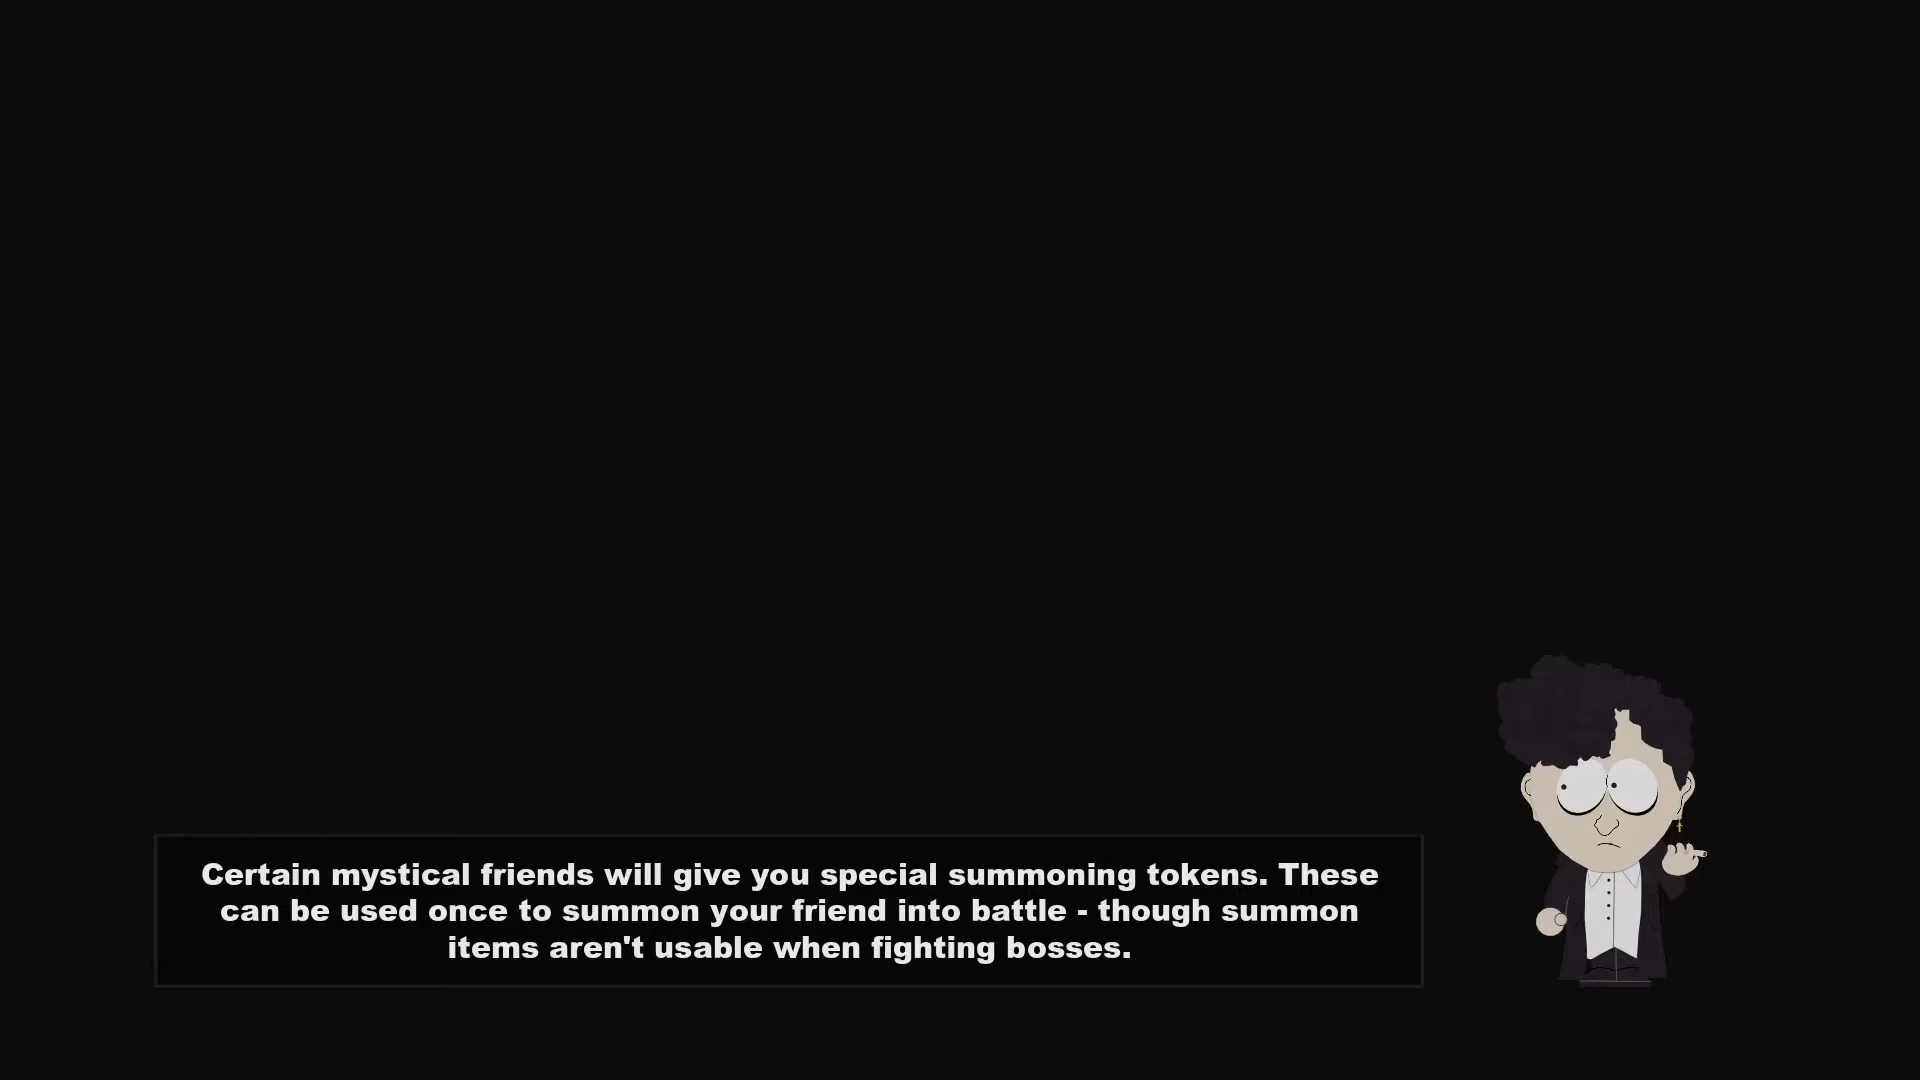 Certain mystical friends will give you special summoning tokens. These
can be used once to summon your friend into battle - though summon
items aren't usable when fighting bosses.